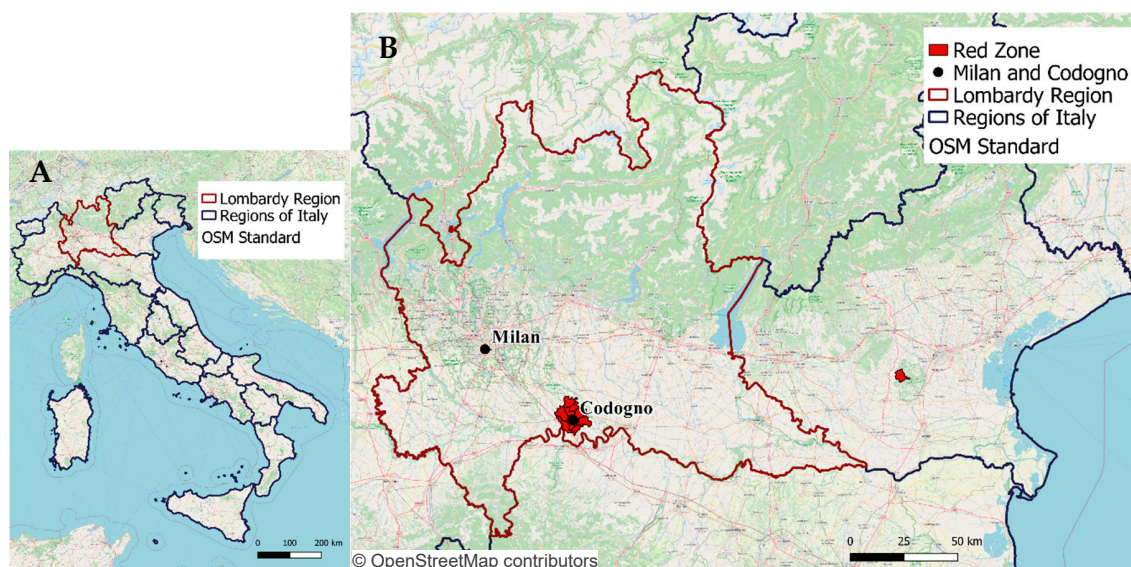 A
Lombardy Region
Regions of Italy
OSM Standard
0 100 200 km
B
Red Zone
Milan and Codogno
Lombardy Region
Regions of Italy
OSM Standard
Milan
Codogno
0 25 50 km
© OpenStreetMap contributors